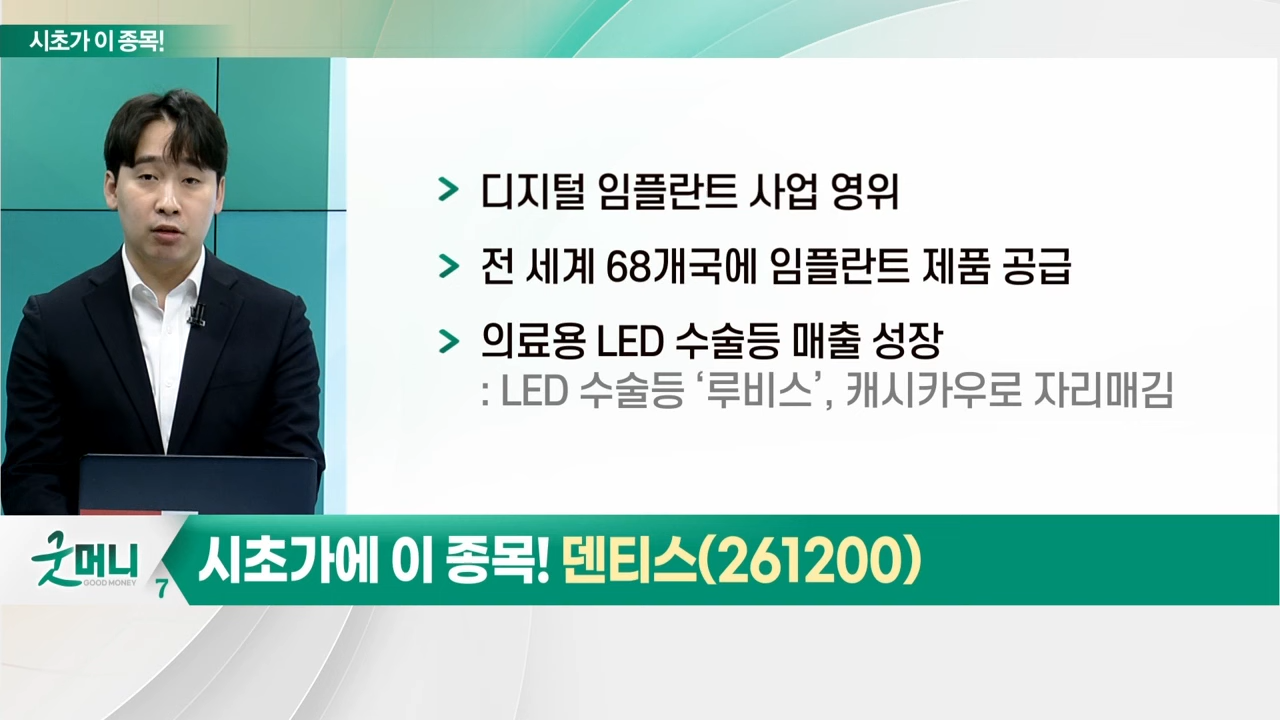 시초가 이 종목!
> 디지털 임플란트 사업 영위
> 전 세계 68개국에 임플란트 제품 공급
> 의료용 LED 수술등 매출 성장
: LED 수술등 ‘루비스’, 캐시카우로 자리매김
굿머니
GOOD MONEY
7
시초가에 이 종목! 덴티스(261200)